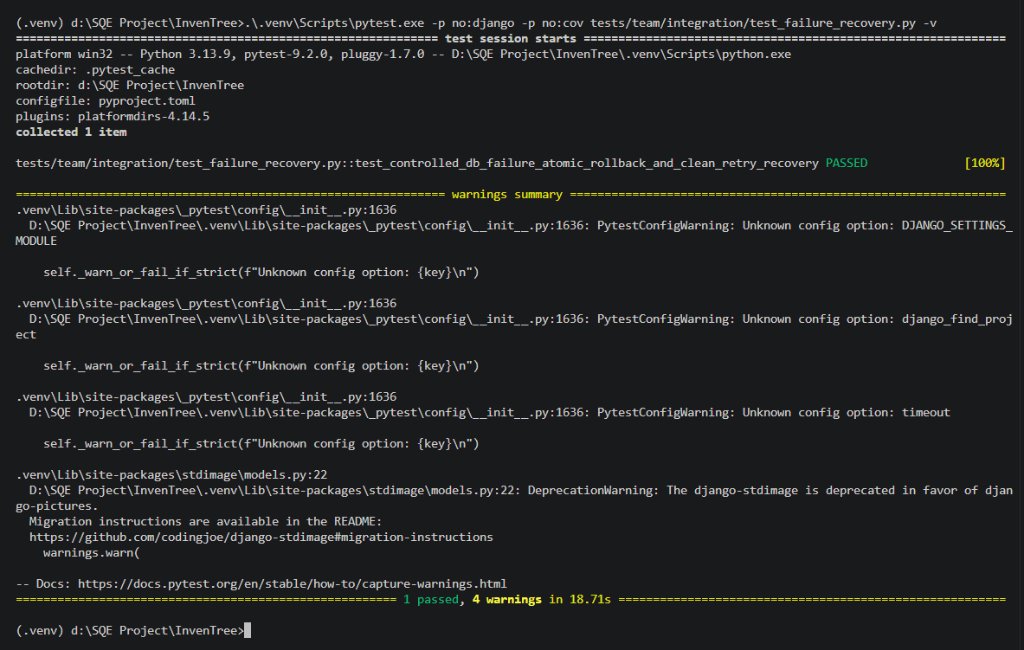 (.venv) d:\SQE Project\InvenTree>.\.venv\Scripts\pytest.exe -p no:django -p no:cov tests/team/integration/test_failure_recovery.py -v
============================================================= test session starts =============================================================
platform win32 -- Python 3.13.9, pytest-9.2.0, pluggy-1.7.0 -- D:\SQE Project\InvenTree\.venv\Scripts\python.exe
cachedir: .pytest_cache
rootdir: d:\SQE Project\InvenTree
configfile: pyproject.toml
plugins: platformdirs-4.14.5
collected 1 item
tests/team/integration/test_failure_recovery.py::test_controlled_db_failure_atomic_rollback_and_clean_retry_recovery PASSED [100%]
============================================================== warnings summary ===============================================================
.venv\Lib\site-packages\_pytest\config\__init__.py:1636
D:\SQE Project\InvenTree\.venv\Lib\site-packages\_pytest\config\__init__.py:1636: PytestConfigWarning: Unknown config option: DJANGO_SETTINGS_
MODULE
self._warn_or_fail_if_strict(f"Unknown config option: {key}\n")
.venv\Lib\site-packages\_pytest\config\__init__.py:1636
D:\SQE Project\InvenTree\.venv\Lib\site-packages\_pytest\config\__init__.py:1636: PytestConfigWarning: Unknown config option: django_find_proj
ect
self._warn_or_fail_if_strict(f"Unknown config option: {key}\n")
.venv\Lib\site-packages\_pytest\config\__init__.py:1636
D:\SQE Project\InvenTree\.venv\Lib\site-packages\_pytest\config\__init__.py:1636: PytestConfigWarning: Unknown config option: timeout
self._warn_or_fail_if_strict(f"Unknown config option: {key}\n")
.venv\Lib\site-packages\stdimage\models.py:22
D:\SQE Project\InvenTree\.venv\Lib\site-packages\stdimage\models.py:22: DeprecationWarning: The django-stdimage is deprecated in favor of djan
go-pictures.
Migration instructions are available in the README:
https://github.com/codingjoe/django-stdimage#migration-instructions
warnings.warn(
-- Docs: https://docs.pytest.org/en/stable/how-to/capture-warnings.html
======================================================= 1 passed, 4 warnings in 18.71s ========================================================
(.venv) d:\SQE Project\InvenTree>